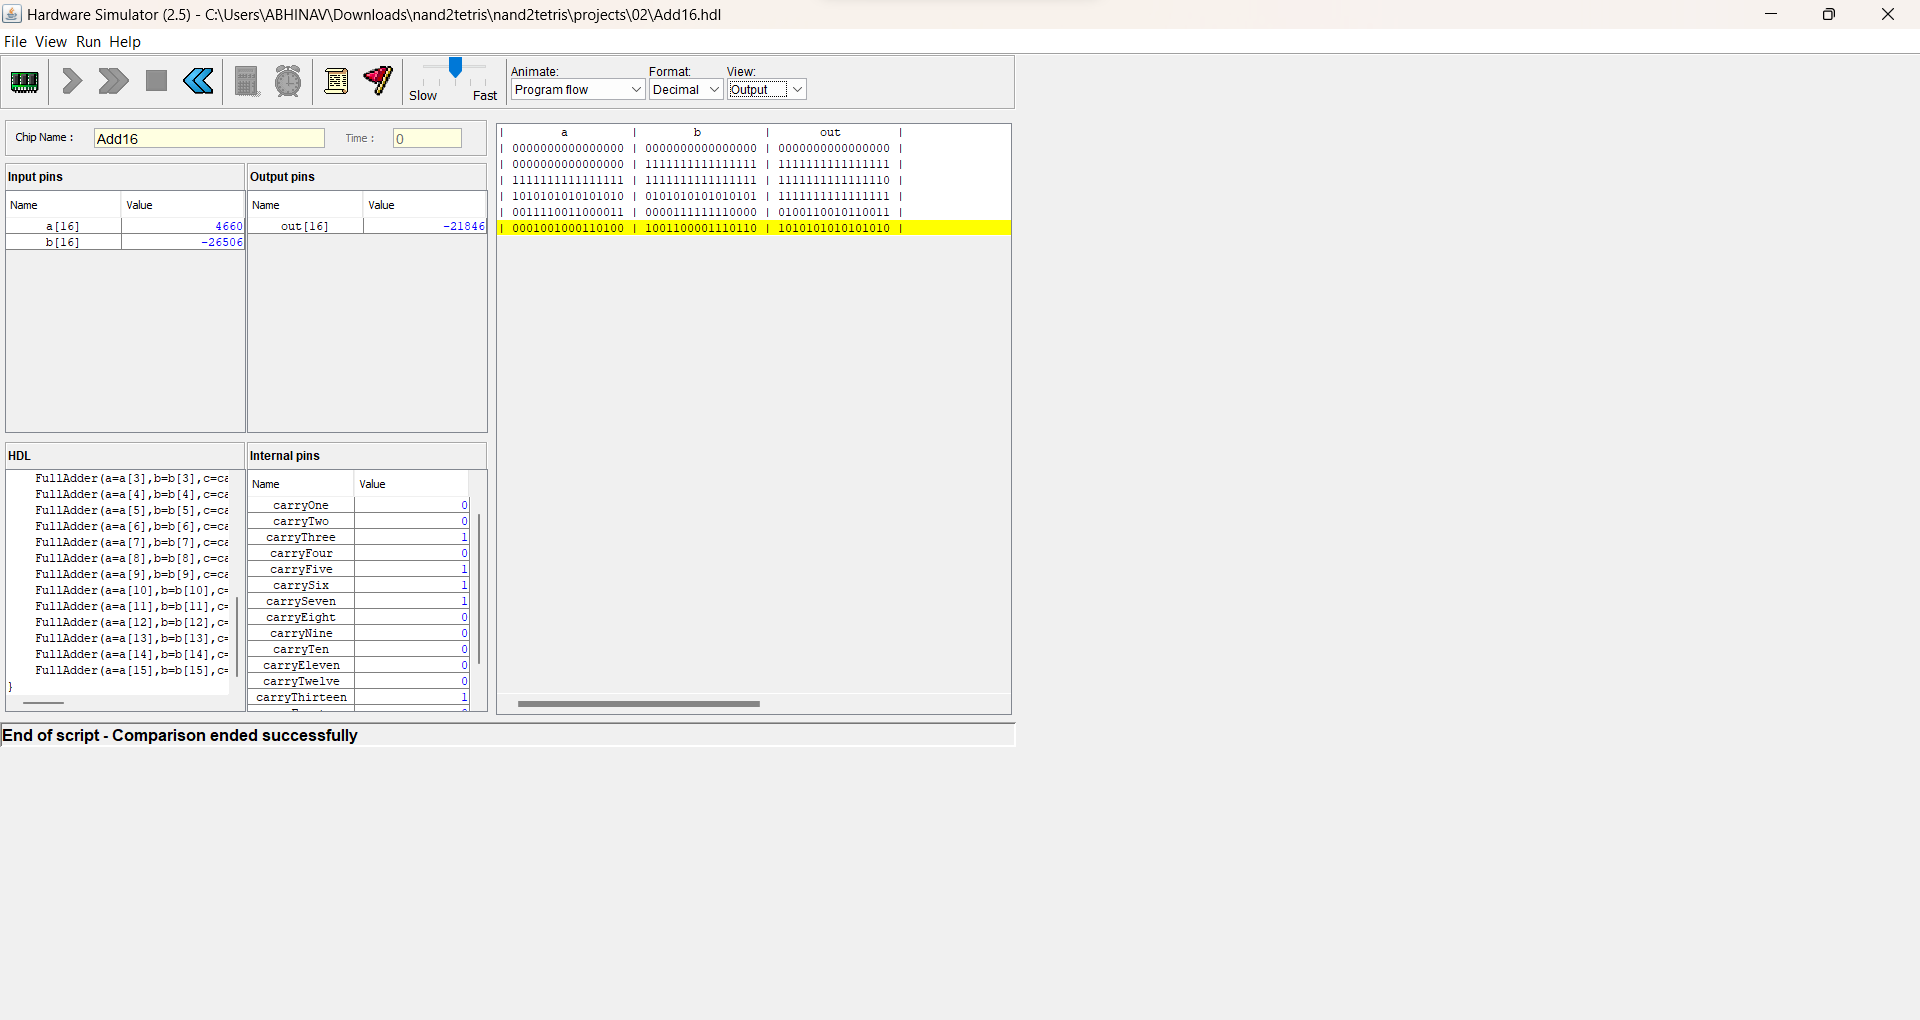 Hardware Simulator (2.5) - C:\Users\ABHINAV\Downloads\nand2tetris\nand2tetris\projects\02\Add16.hdl
File View Run Help
Slow Fast
Animate: Format: View:
Program flow Decimal Output
Chip Name : Add16 Time : 0
Input pins
Name Value
a[16] 4660
b[16] -26506
Output pins
Name Value
out[16] -21846
HDL
FullAdder(a=a[3],b=b[3],c=ca
FullAdder(a=a[4],b=b[4],c=ca
FullAdder(a=a[5],b=b[5],c=ca
FullAdder(a=a[6],b=b[6],c=ca
FullAdder(a=a[7],b=b[7],c=ca
FullAdder(a=a[8],b=b[8],c=ca
FullAdder(a=a[9],b=b[9],c=ca
FullAdder(a=a[10],b=b[10],c=
FullAdder(a=a[11],b=b[11],c=
FullAdder(a=a[12],b=b[12],c=
FullAdder(a=a[13],b=b[13],c=
FullAdder(a=a[14],b=b[14],c=
FullAdder(a=a[15],b=b[15],c=
}
Internal pins
Name Value
carryOne 0
carryTwo 0
carryThree 1
carryFour 0
carryFive 1
carrySix 1
carrySeven 1
carryEight 0
carryNine 0
carryTen 0
carryEleven 0
carryTwelve 0
carryThirteen 1
| a | b | out |
| 0000000000000000 | 0000000000000000 | 0000000000000000 |
| 0000000000000000 | 1111111111111111 | 1111111111111111 |
| 1111111111111111 | 1111111111111111 | 1111111111111110 |
| 1010101010101010 | 0101010101010101 | 1111111111111111 |
| 0011110011000011 | 0000111111110000 | 0100110010110011 |
| 0001001000110100 | 1001100001110110 | 1010101010101010 |
End of script - Comparison ended successfully